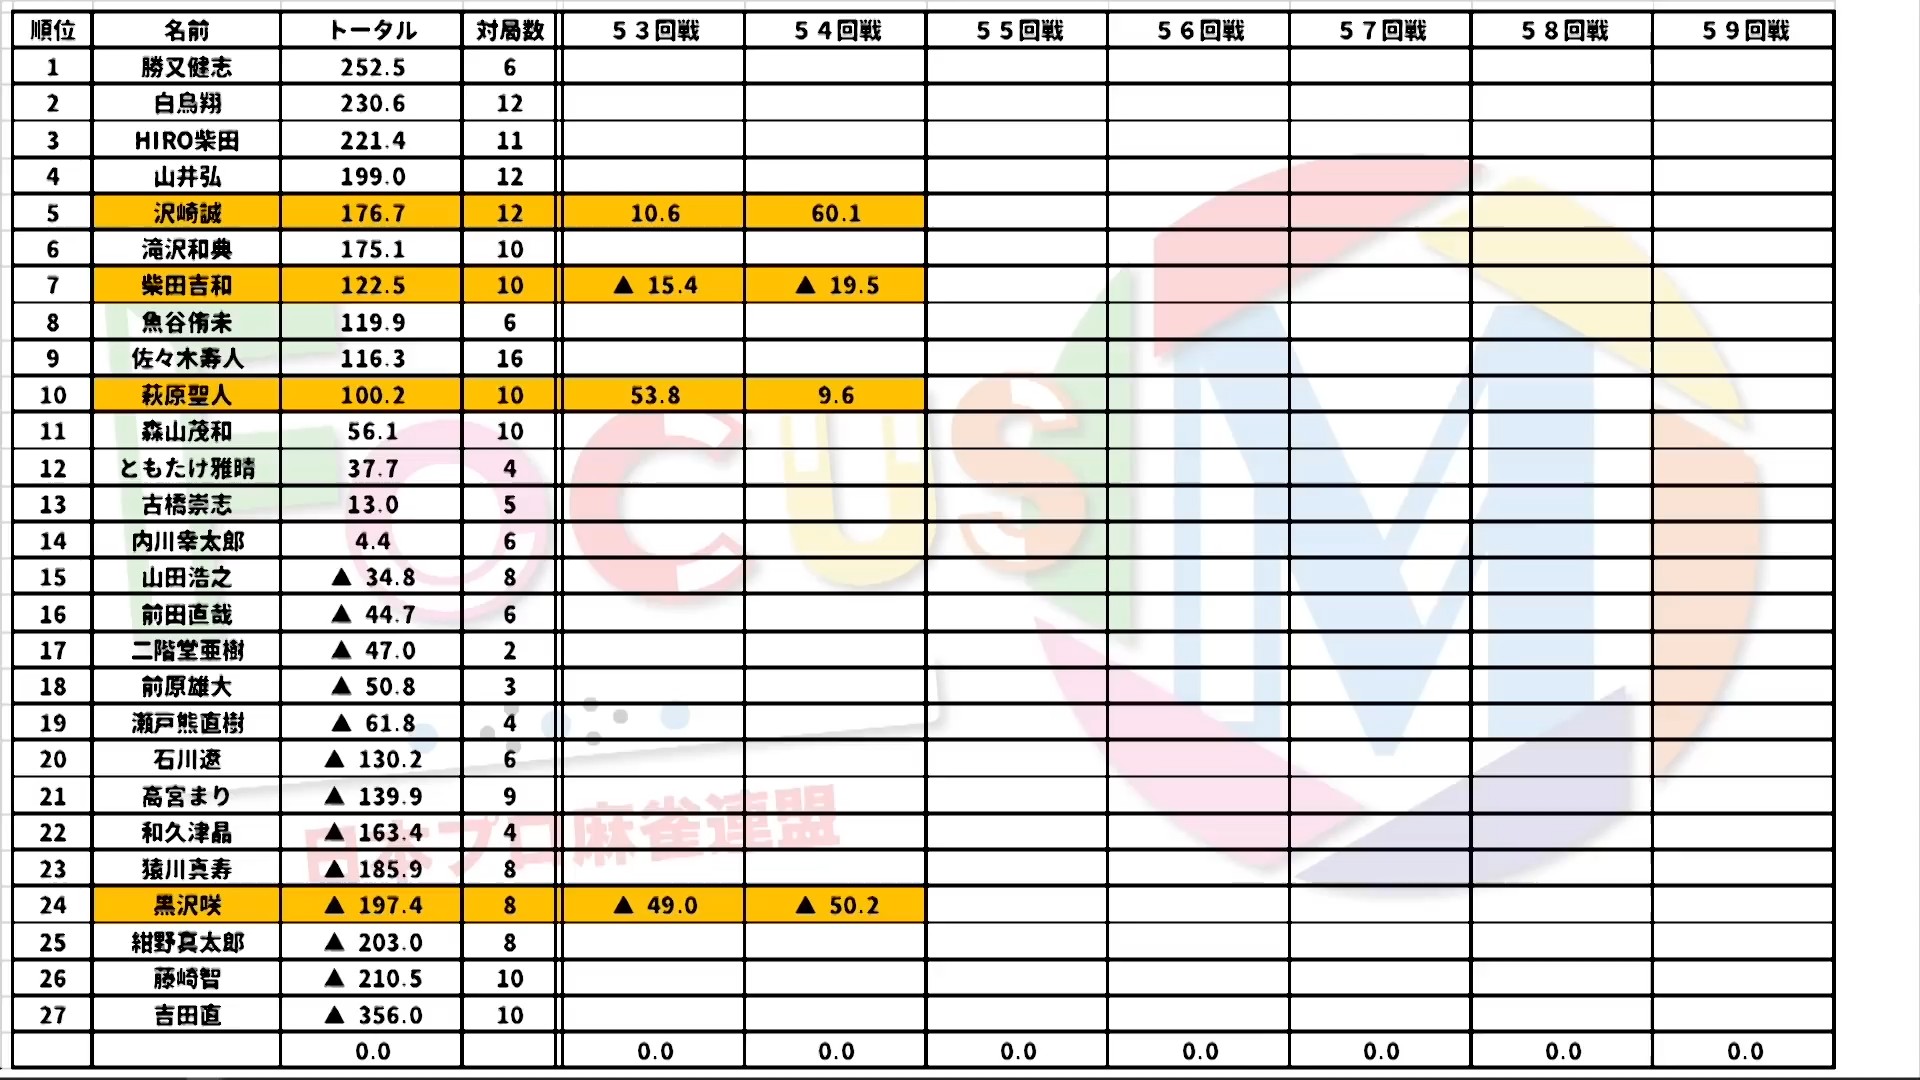 順位 名前 トータル 対局数 ５３回戦 ５４回戦 ５５回戦 ５６回戦 ５７回戦 ５８回戦 ５９回戦
1 勝又健志 252.5 6
2 白鳥翔 230.6 12
3 HIRO柴田 221.4 11
4 山井弘 199.0 12
5 沢崎誠 176.7 12 10.6 60.1
6 滝沢和典 175.1 10
7 柴田吉和 122.5 10 ▲ 15.4 ▲ 19.5
8 魚谷侑未 119.9 6
9 佐々木寿人 116.3 16
10 萩原聖人 100.2 10 53.8 9.6
11 森山茂和 56.1 10
12 ともたけ雅晴 37.7 4
13 古橋崇志 13.0 5
14 内川幸太郎 4.4 6
15 山田浩之 ▲ 34.8 8
16 前田直哉 ▲ 44.7 6
17 二階堂亜樹 ▲ 47.0 2
18 前原雄大 ▲ 50.8 3
19 瀬戸熊直樹 ▲ 61.8 4
20 石川遼 ▲ 130.2 6
21 高宮まり ▲ 139.9 9
22 和久津晶 ▲ 163.4 4
23 猿川真寿 ▲ 185.9 8
24 黒沢咲 ▲ 197.4 8 ▲ 49.0 ▲ 50.2
25 紺野真太郎 ▲ 203.0 8
26 藤崎智 ▲ 210.5 10
27 吉田直 ▲ 356.0 10
0.0 0.0 0.0 0.0 0.0 0.0 0.0 0.0
FOCUS M
日本プロ麻雀連盟